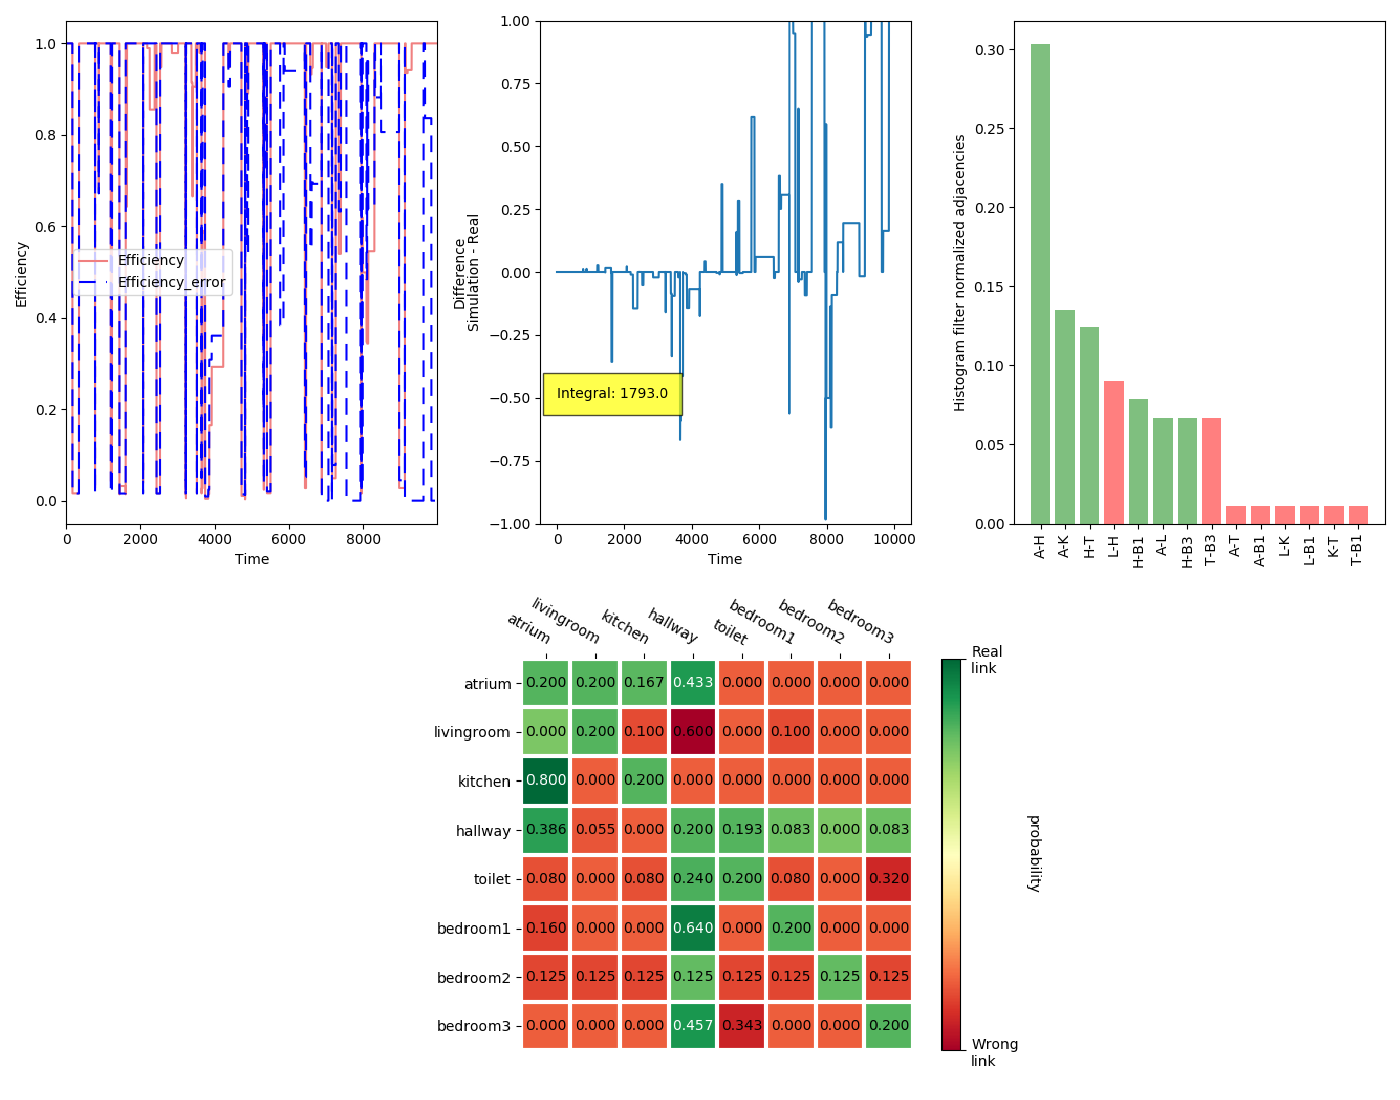 1.0
0.8
0.6
0.4
0.2
0.0
Efficiency
Efficiency
Efficiency_error
0 2000 4000 6000 8000
Time
1.00
0.75
0.50
0.25
0.00
−0.25
−0.50
−0.75
−1.00
Difference
Simulation - Real
Integral: 1793.0
0 2000 4000 6000 8000 10000
Time
0.30
0.25
0.20
0.15
0.10
0.05
0.00
Histogram filter normalized adjacencies
A-H A-K H-T L-H H-B1 A-L H-B3 T-B3 A-T A-B1 L-K L-B1 K-T T-B1
atrium livingroom kitchen hallway toilet bedroom1 bedroom2 bedroom3
atrium 0.200 0.200 0.167 0.433 0.000 0.000 0.000 0.000
livingroom 0.000 0.200 0.100 0.600 0.000 0.100 0.000 0.000
kitchen 0.800 0.000 0.200 0.000 0.000 0.000 0.000 0.000
hallway 0.386 0.055 0.000 0.200 0.193 0.083 0.000 0.083
toilet 0.080 0.000 0.080 0.240 0.200 0.080 0.000 0.320
bedroom1 0.160 0.000 0.000 0.640 0.000 0.200 0.000 0.000
bedroom2 0.125 0.125 0.125 0.125 0.125 0.125 0.125 0.125
bedroom3 0.000 0.000 0.000 0.457 0.343 0.000 0.000 0.200
Real
link
probability
Wrong
link